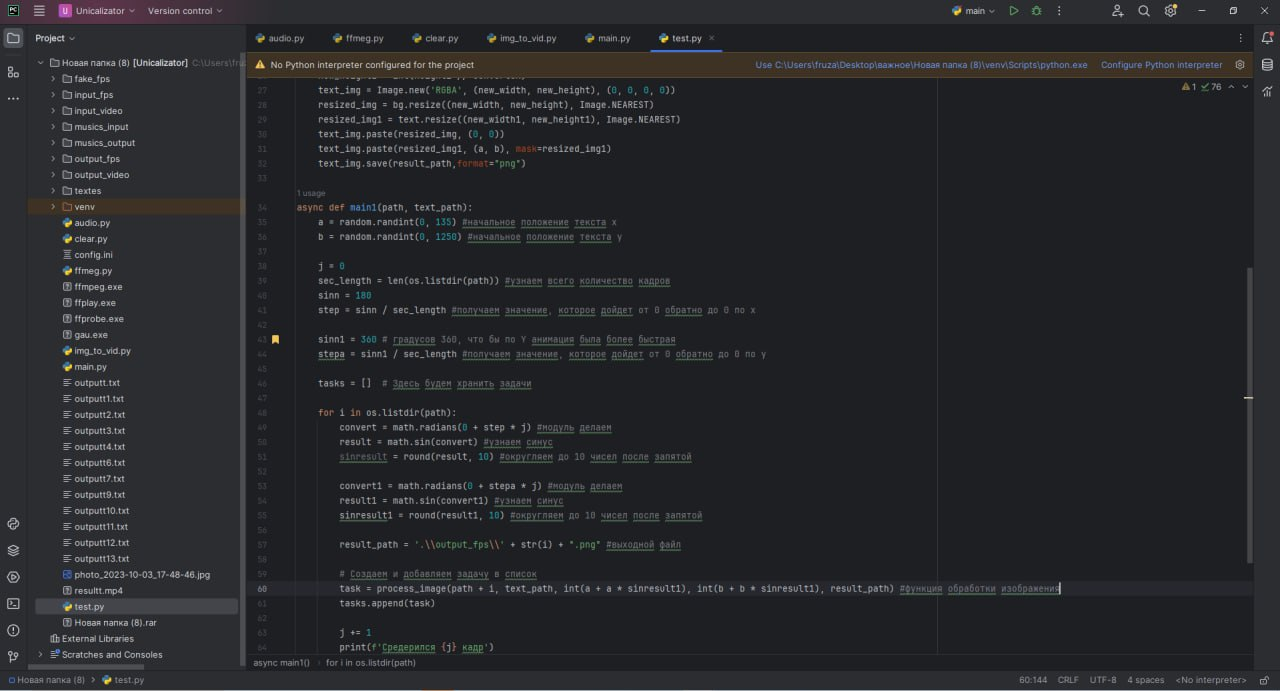 PC Unicalizator Version control main
Project
audio.py ffmeg.py clear.py img_to_vid.py main.py test.py
No Python interpreter configured for the project Use C:\Users\fruza\Desktop\важное\Новая папка (8)\venv\Scripts\python.exe Configure Python interpreter
1 76
Новая папка (8) [Unicalizator] C:\Users\fruz
fake_fps
input_fps
input_video
musics_input
musics_output
output_fps
output_video
textes
venv
audio.py
clear.py
config.ini
ffmeg.py
ffmpeg.exe
ffplay.exe
ffprobe.exe
gau.exe
img_to_vid.py
main.py
outputt.txt
outputt1.txt
outputt2.txt
outputt3.txt
outputt4.txt
outputt6.txt
outputt7.txt
outputt9.txt
outputt10.txt
outputt11.txt
outputt12.txt
outputt13.txt
photo_2023-10-03_17-48-46.jpg
resultt.mp4
test.py
Новая папка (8).rar
External Libraries
Scratches and Consoles
27 text_img = Image.new('RGBA', (new_width, new_height), (0, 0, 0, 0))
28 resized_img = bg.resize((new_width, new_height), Image.NEAREST)
29 resized_img1 = text.resize((new_width1, new_height1), Image.NEAREST)
30 text_img.paste(resized_img, (0, 0))
31 text_img.paste(resized_img1, (a, b), mask=resized_img1)
32 text_img.save(result_path,format="png")
33
1 usage
34 async def main1(path, text_path):
35 a = random.randint(0, 135) #начальное положение текста x
36 b = random.randint(0, 1250) #начальное положение текста y
37
38 j = 0
39 sec_length = len(os.listdir(path)) #узнаем всего количество кадров
40 sinn = 180
41 step = sinn / sec_length #получаем значение, которое дойдет от 0 обратно до 0 по x
42
43 sinn1 = 360 # градусов 360, что бы по Y анимация была более быстрая
44 stepa = sinn1 / sec_length #получаем значение, которое дойдет от 0 обратно до 0 по y
45
46 tasks = [] # Здесь будем хранить задачи
47
48 for i in os.listdir(path):
49 convert = math.radians(0 + step * j) #модуль делаем
50 result = math.sin(convert) #узнаем синус
51 sinresult = round(result, 10) #округляем до 10 чисел после запятой
52
53 convert1 = math.radians(0 + stepa * j) #модуль делаем
54 result1 = math.sin(convert1) #узнаем синус
55 sinresult1 = round(result1, 10) #округляем до 10 чисел после запятой
56
57 result_path = '.\\output_fps\\' + str(i) + ".png" #выходной файл
58
59 # Создаем и добавляем задачу в список
60 task = process_image(path + i, text_path, int(a + a * sinresult1), int(b + b * sinresult1), result_path) #функция обработки изображения
61 tasks.append(task)
62
63 j += 1
64 print(f'Средерился {j} кадр')
async main1() for i in os.listdir(path)
Новая папка (8) test.py 60:144 CRLF UTF-8 4 spaces <No interpreter>